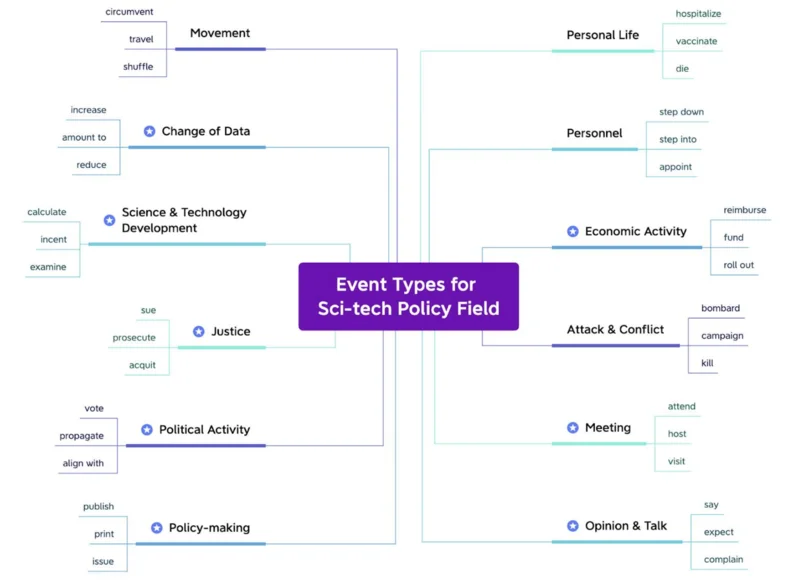 Event Types for
Sci-tech Policy Field
circumvent
travel
shuffle
Movement
increase
amount to
reduce
Change of Data
calculate
incent
examine
Science & Technology
Development
sue
prosecute
acquit
Justice
vote
propagate
align with
Political Activity
publish
print
issue
Policy-making
Personal Life
hospitalize
vaccinate
die
Personnel
step down
step into
appoint
Economic Activity
reimburse
fund
roll out
Attack & Conflict
bombard
campaign
kill
Meeting
attend
host
visit
Opinion & Talk
say
expect
complain